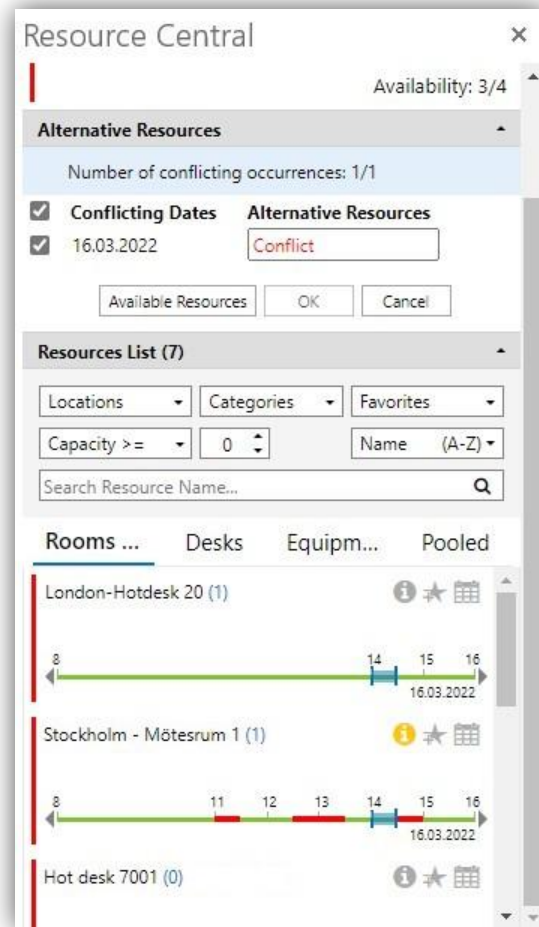 Resource Central
Availability: 3/4
Alternative Resources
Number of conflicting occurrences: 1/1
Conflicting Dates Alternative Resources
16.03.2022 Conflict
Available Resources OK Cancel
Resources List (7)
Locations Categories Favorites
Capacity >= 0 Name (A-Z)
Search Resource Name...
Rooms ... Desks Equipm... Pooled
London-Hotdesk 20 (1)
8 14 15 16
16.03.2022
Stockholm - Mötesrum 1 (1)
8 11 12 13 14 15 16
16.03.2022
Hot desk 7001 (0)